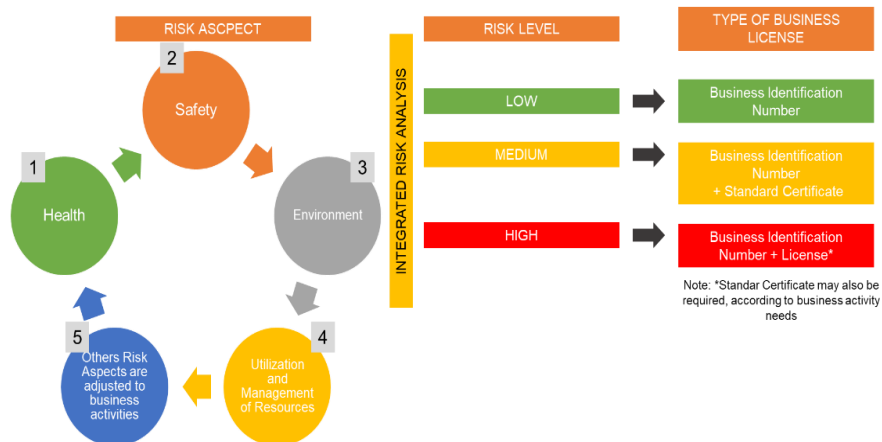 RISK ASCPECT
2
Safety
1
Health
3
Environment
5
Others Risk
Aspects are
adjusted to
business
activities
4
Utilization
and
Management
of Resources
INTEGRATED RISK ANALYSIS
RISK LEVEL
TYPE OF BUSINESS
LICENSE
LOW
Business Identification
Number
MEDIUM
Business Identification
Number
+ Standard Certificate
HIGH
Business Identification
Number + License*
Note: *Standar Certificate may also be
required, according to business activity
needs